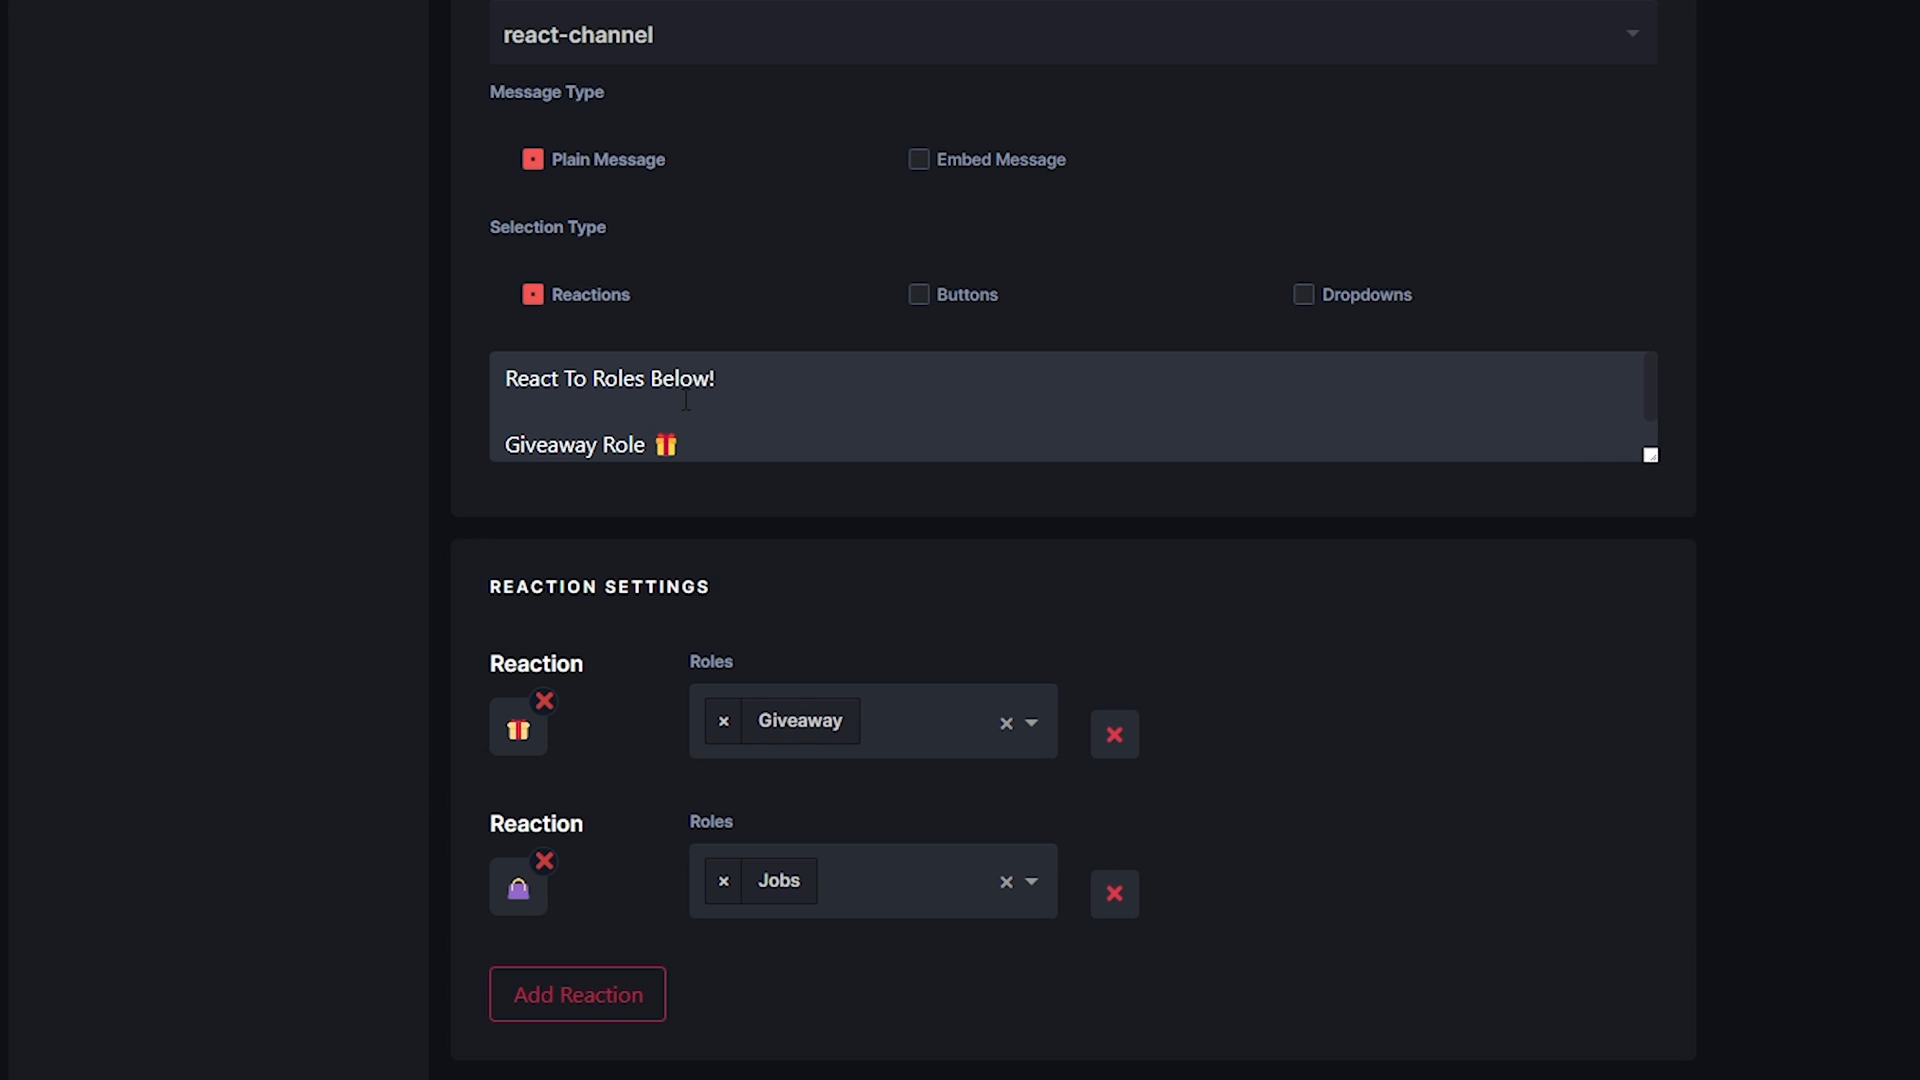 react-channel
Message Type
Plain Message
Embed Message
Selection Type
Reactions
Buttons
Dropdowns
React To Roles Below!
Giveaway Role 🎁
REACTION SETTINGS
Reaction
Roles
Giveaway
Reaction
Roles
Jobs
Add Reaction